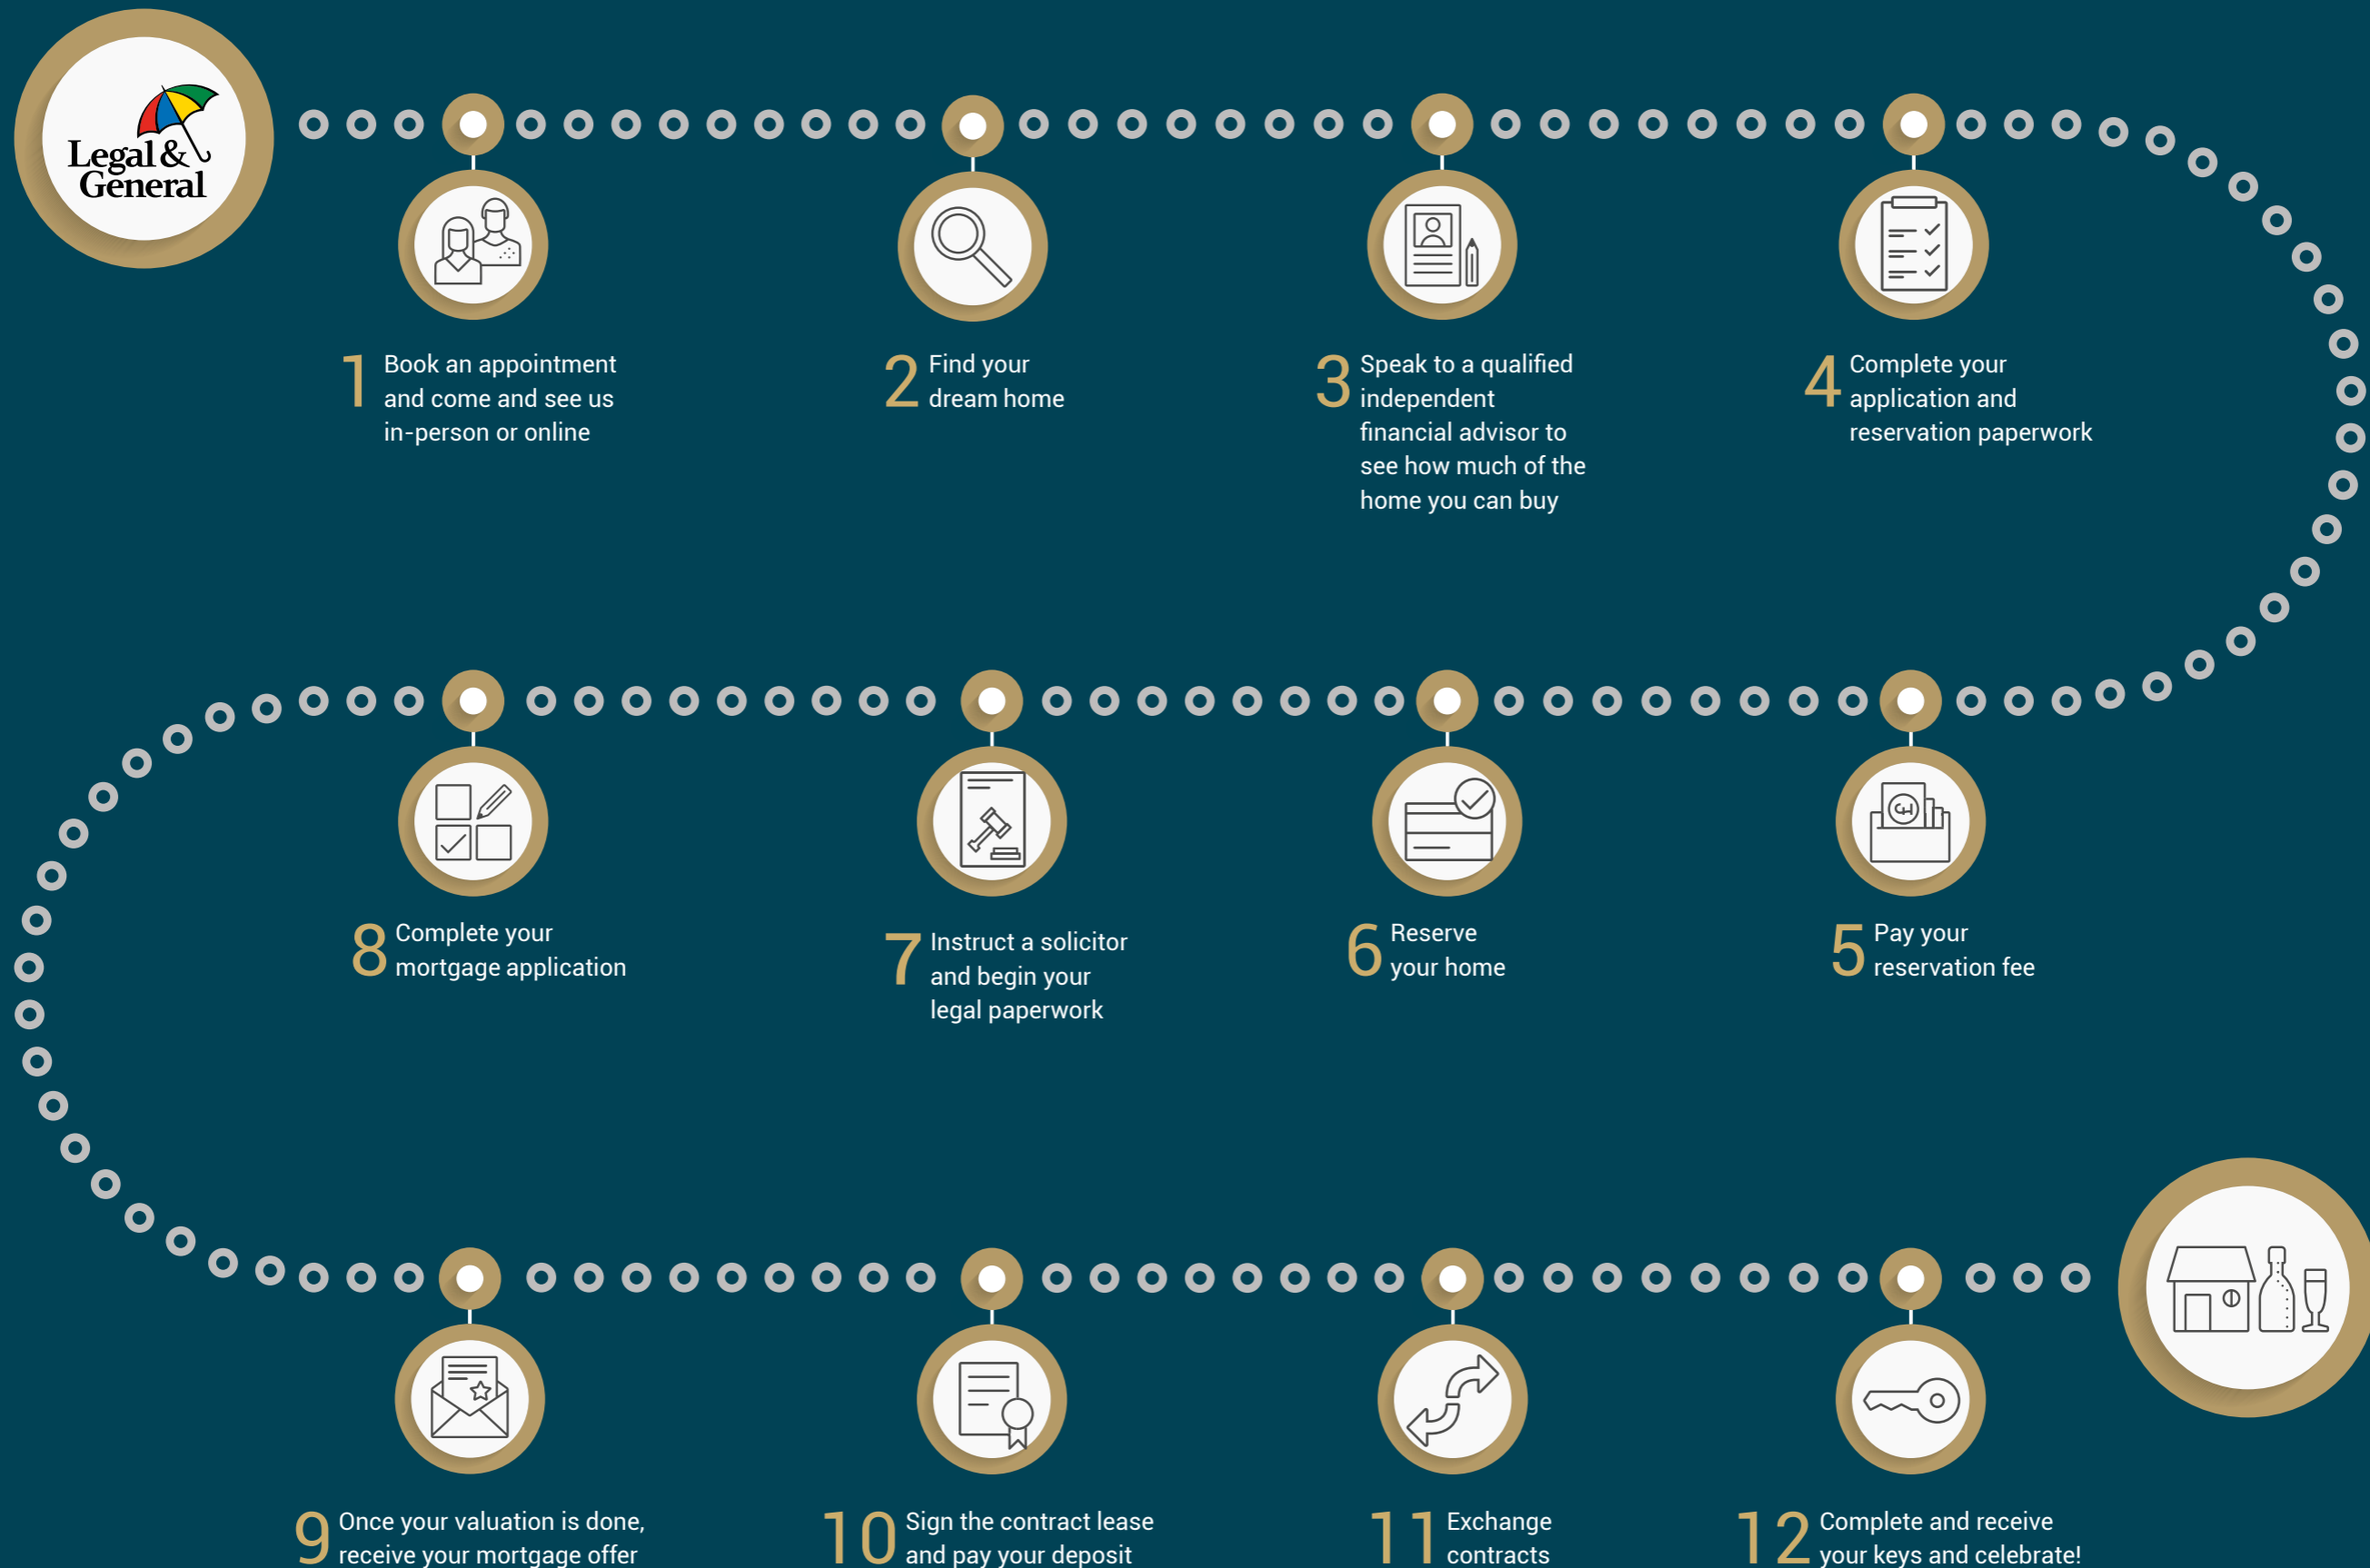 Legal &
General
1 Book an appointment
and come and see us
in-person or online
2 Find your
dream home
3 Speak to a qualified
independent
financial advisor to
see how much of the
home you can buy
4 Complete your
application and
reservation paperwork
5 Pay your
reservation fee
6 Reserve
your home
7 Instruct a solicitor
and begin your
legal paperwork
8 Complete your
mortgage application
9 Once your valuation is done,
receive your mortgage offer
10 Sign the contract lease
and pay your deposit
11 Exchange
contracts
12 Complete and receive
your keys and celebrate!